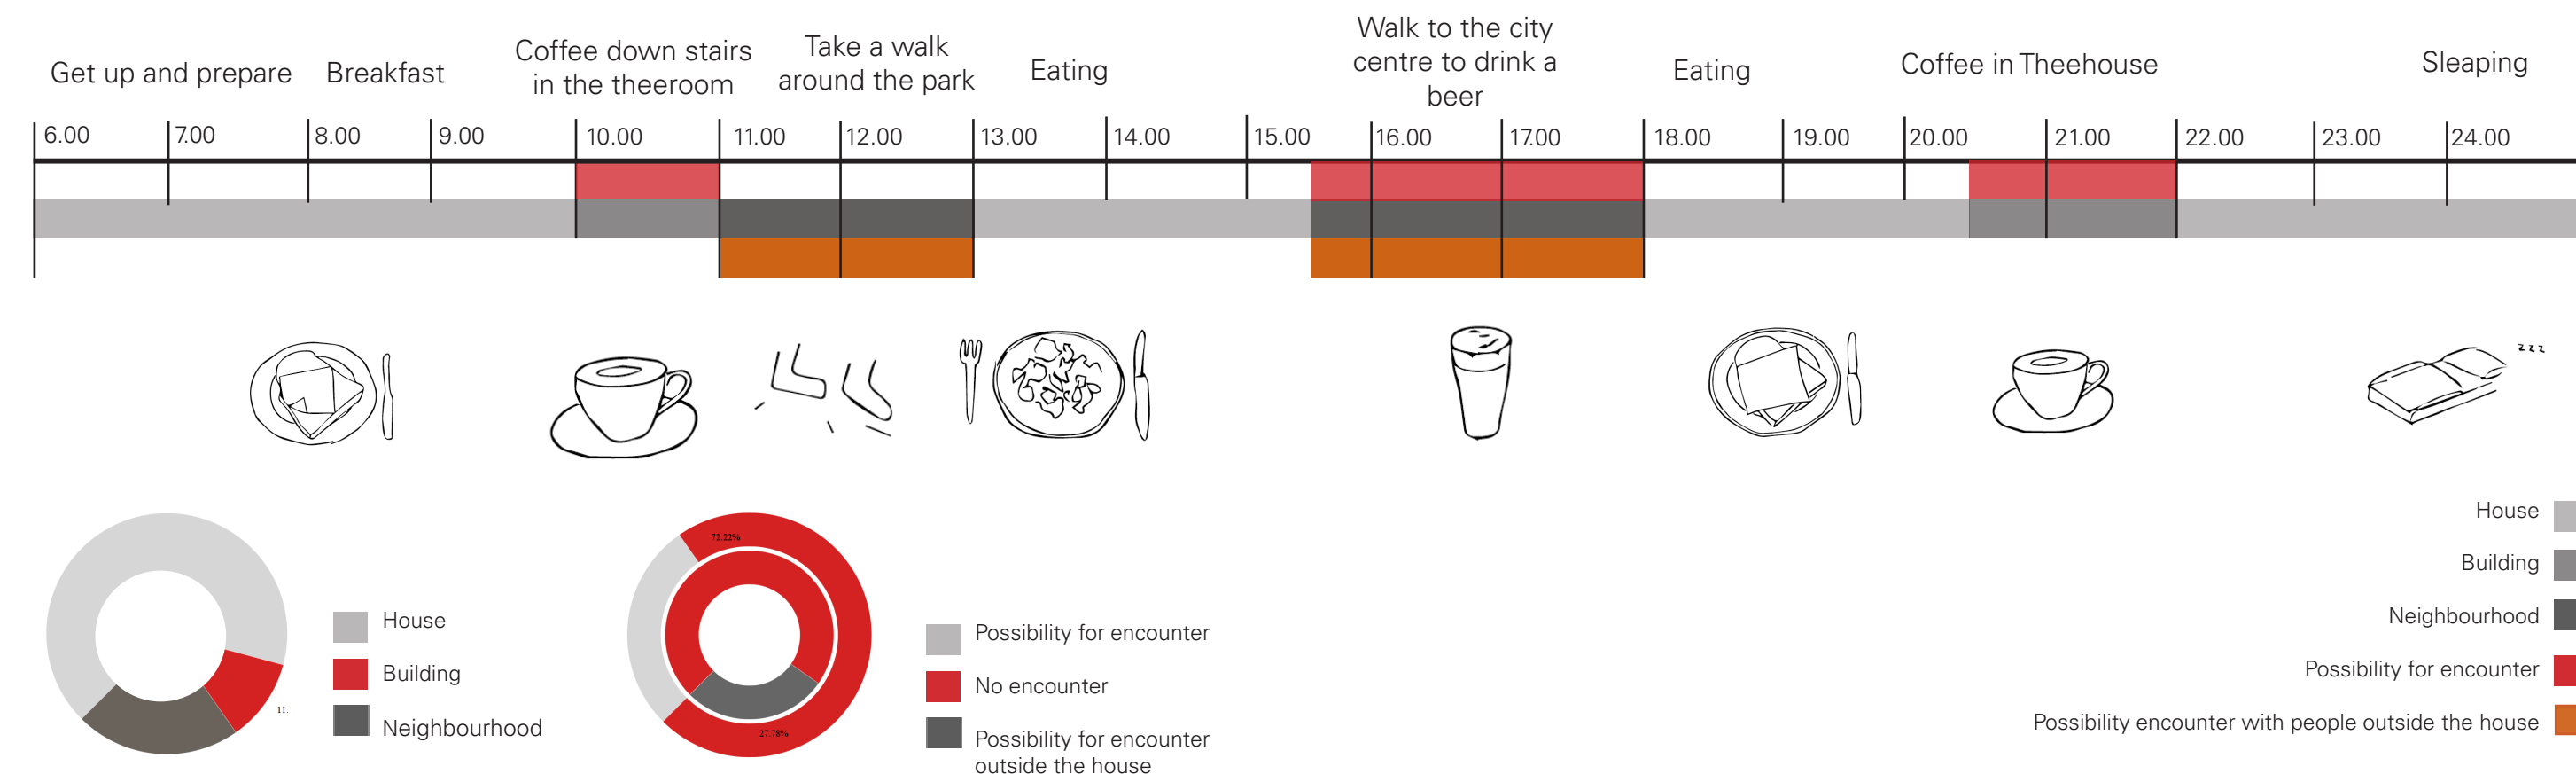 Get up and prepare
Breakfast
Coffee down stairs
in the theeroom
Take a walk
around the park
Eating
Walk to the city
centre to drink a
beer
Eating
Coffee in Theehouse
Sleaping
6.00
7.00
8.00
9.00
10.00
11.00
12.00
13.00
14.00
15.00
16.00
17.00
18.00
19.00
20.00
21.00
22.00
23.00
24.00
z z z
11.
House
Building
Neighbourhood
72.22%
27.78%
Possibility for encounter
No encounter
Possibility for encounter
outside the house
House
Building
Neighbourhood
Possibility for encounter
Possibility encounter with people outside the house